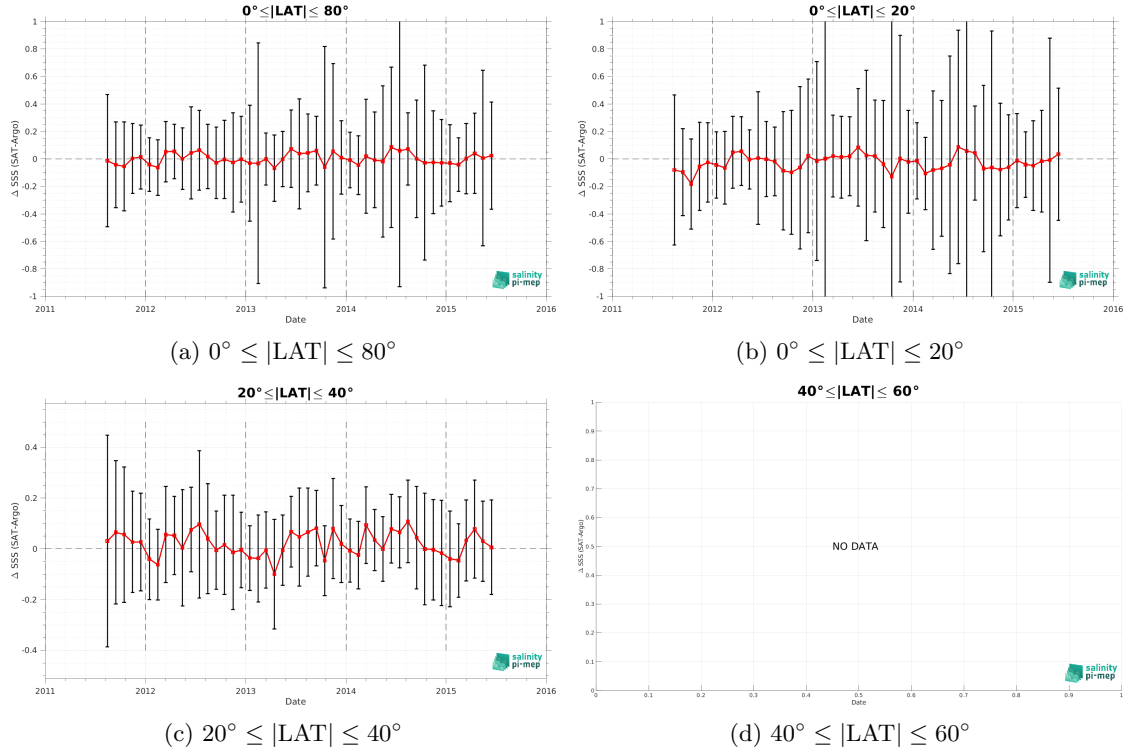 0°≤|LAT|≤ 80°
1
0.8
0.6
0.4
0.2
0
-0.2
-0.4
-0.6
-0.8
-1
Δ SSS (SAT-Argo)
2011 2012 2013 2014 2015 2016
Date
salinity
pi-mep
(a) 0° ≤ |LAT| ≤ 80°
0°≤|LAT|≤ 20°
1
0.8
0.6
0.4
0.2
0
-0.2
-0.4
-0.6
-0.8
-1
Δ SSS (SAT-Argo)
2011 2012 2013 2014 2015 2016
Date
salinity
pi-mep
(b) 0° ≤ |LAT| ≤ 20°
20°≤|LAT|≤ 40°
0.4
0.2
0
-0.2
-0.4
Δ SSS (SAT-Argo)
2011 2012 2013 2014 2015 2016
Date
salinity
pi-mep
(c) 20° ≤ |LAT| ≤ 40°
40°≤|LAT|≤ 60°
1
0.9
0.8
0.7
0.6
0.5
0.4
0.3
0.2
0.1
0
Δ SSS (SAT-Argo)
NO DATA
0 0.1 0.2 0.3 0.4 0.5 0.6 0.7 0.8 0.9 1
Date
salinity
pi-mep
(d) 40° ≤ |LAT| ≤ 60°